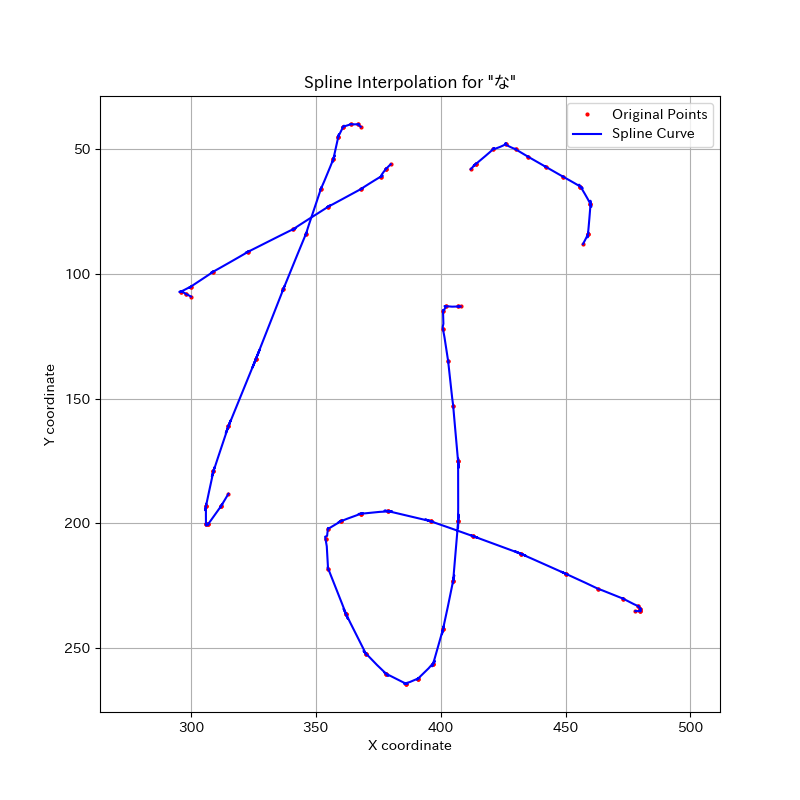 Spline Interpolation for "な"
Original Points
Spline Curve
Y coordinate
50
100
150
200
250
300
350
400
450
500
X coordinate
な